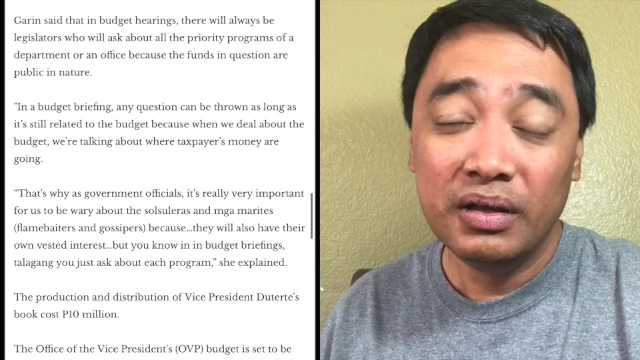 Garin said that in budget hearings, there will always be
legislators who will ask about all the priority programs of a
department or an office because the funds in question are
public in nature.
"In a budget briefing, any question can be thrown as long as
it's still related to the budget because when we deal about the
budget, we're talking about where taxpayer's money are
going.
"That's why as government officials, it's really very important
for us to be wary about the solsuleras and mga marites
(flamebaiters and gossipers) because...they will also have their
own vested interest...but you know in in budget briefings,
talagang you just ask about each program," she explained.
The production and distribution of Vice President Duterte's
book cost P10 million.
The Office of the Vice President's (OVP) budget is set to be